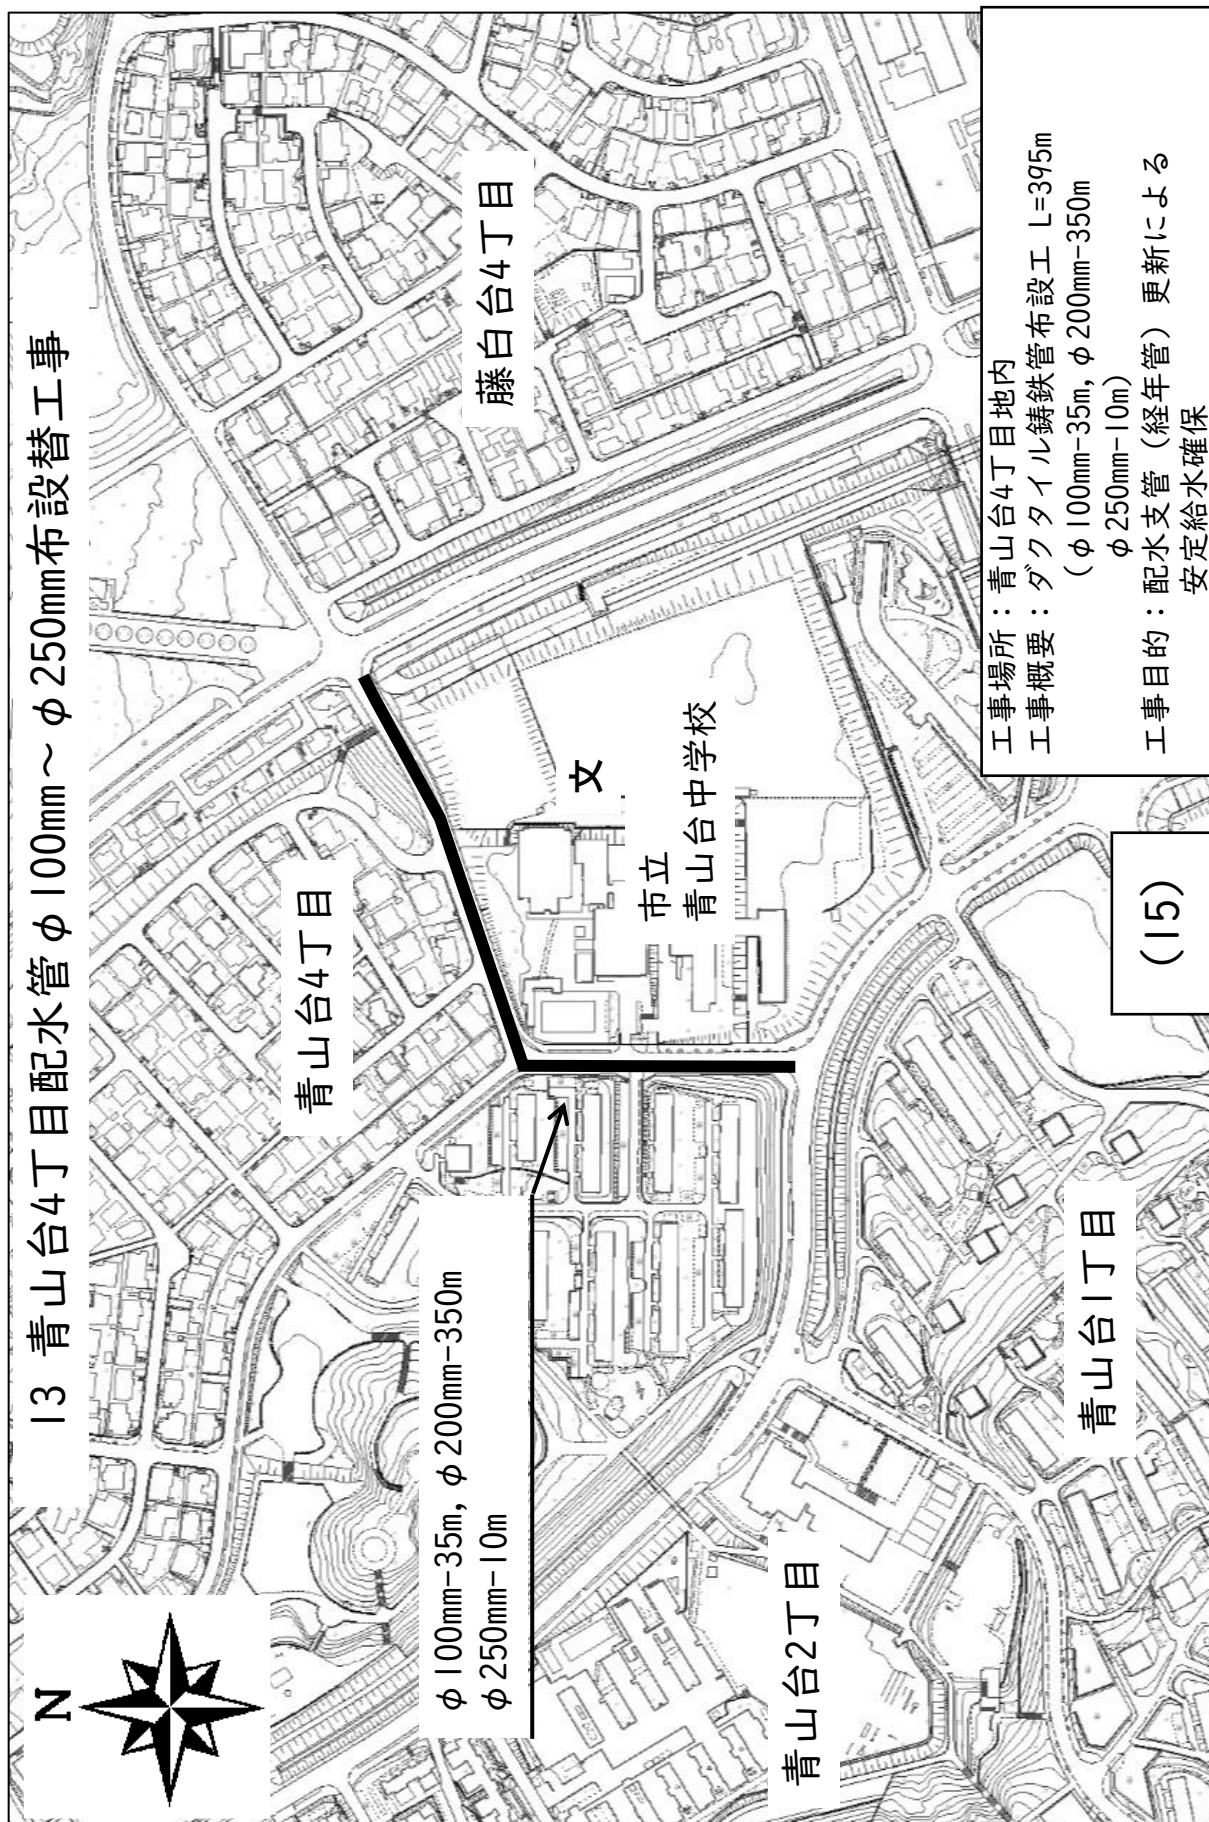 13 青山台4丁目配水管φ100mm～φ250mm布設替工事
N
青山台4丁目
藤白台4丁目
φ100mm-35m, φ200mm-350m
φ250mm-10m
文
市立
青山台中学校
青山台2丁目
青山台1丁目
(15)
工事場所：青山台4丁目地内
工事概要：ダクタイル鋳鉄管布設工 L=395m
(φ100mm-35m, φ200mm-350m
φ250mm-10m)
工事目的：配水支管（経年管）更新による
安定給水確保